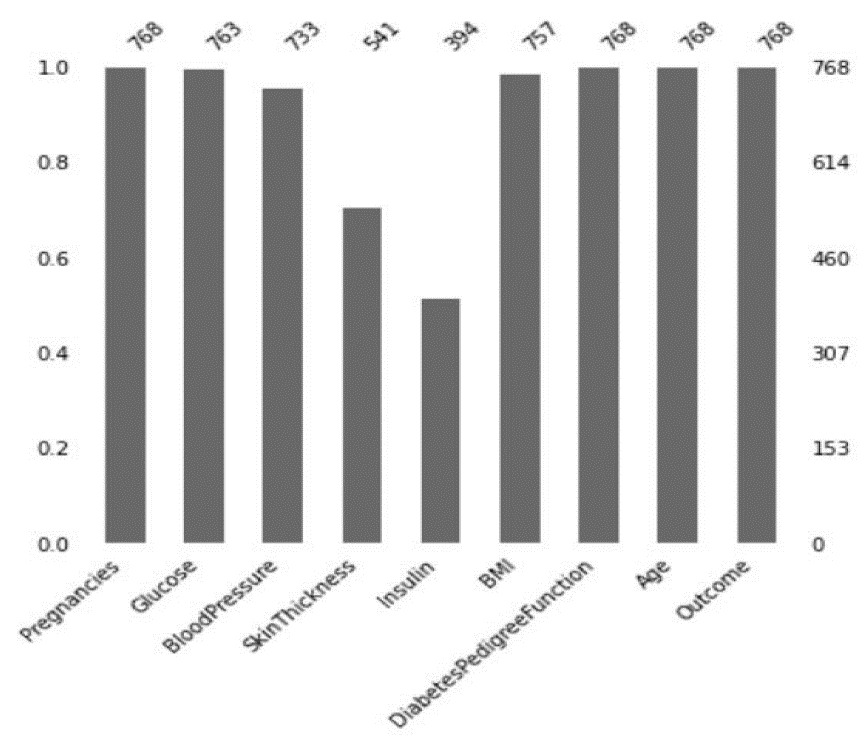 768 763 733 541 394 757 768 768 768
1.0 768
0.8 614
0.6 460
0.4 307
0.2 153
0.0 0
Pregnancies
Glucose
BloodPressure
SkinThickness
Insulin
BMI
DiabetesPedigreeFunction
Age
Outcome